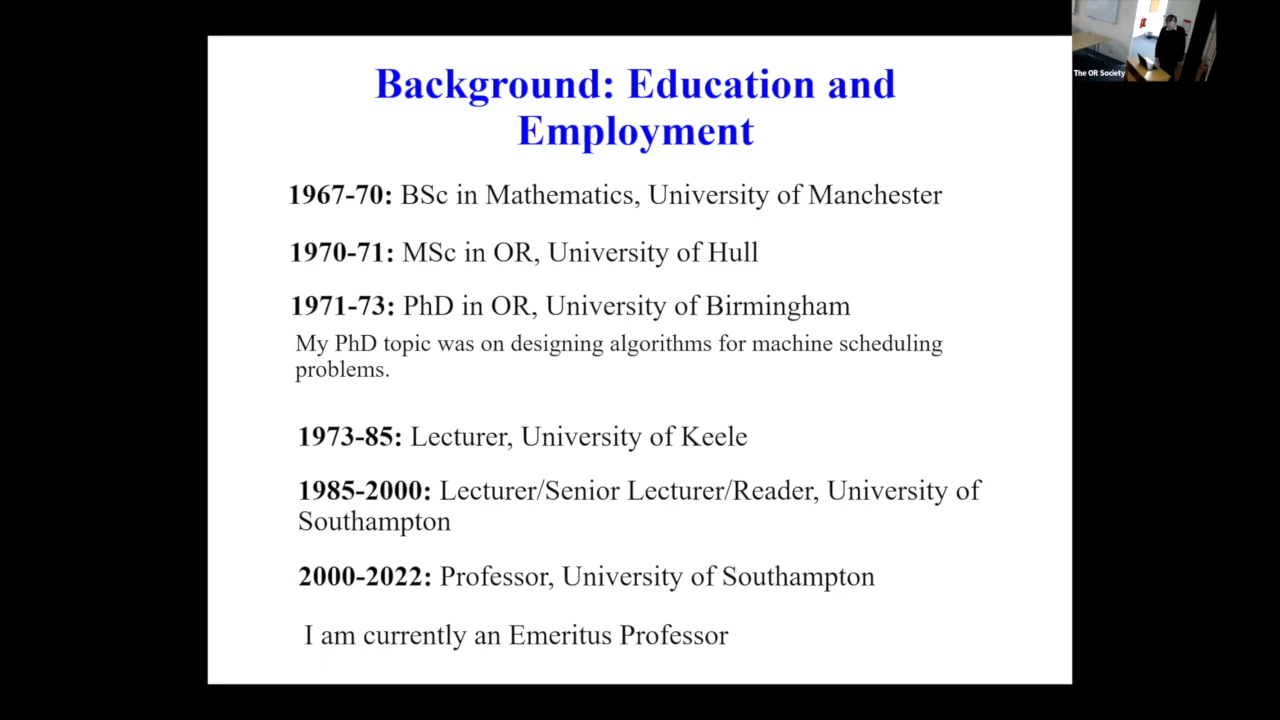 Background: Education and
Employment
1967-70: BSc in Mathematics, University of Manchester
1970-71: MSc in OR, University of Hull
1971-73: PhD in OR, University of Birmingham
My PhD topic was on designing algorithms for machine scheduling
problems.
1973-85: Lecturer, University of Keele
1985-2000: Lecturer/Senior Lecturer/Reader, University of
Southampton
2000-2022: Professor, University of Southampton
I am currently an Emeritus Professor
The OR Society